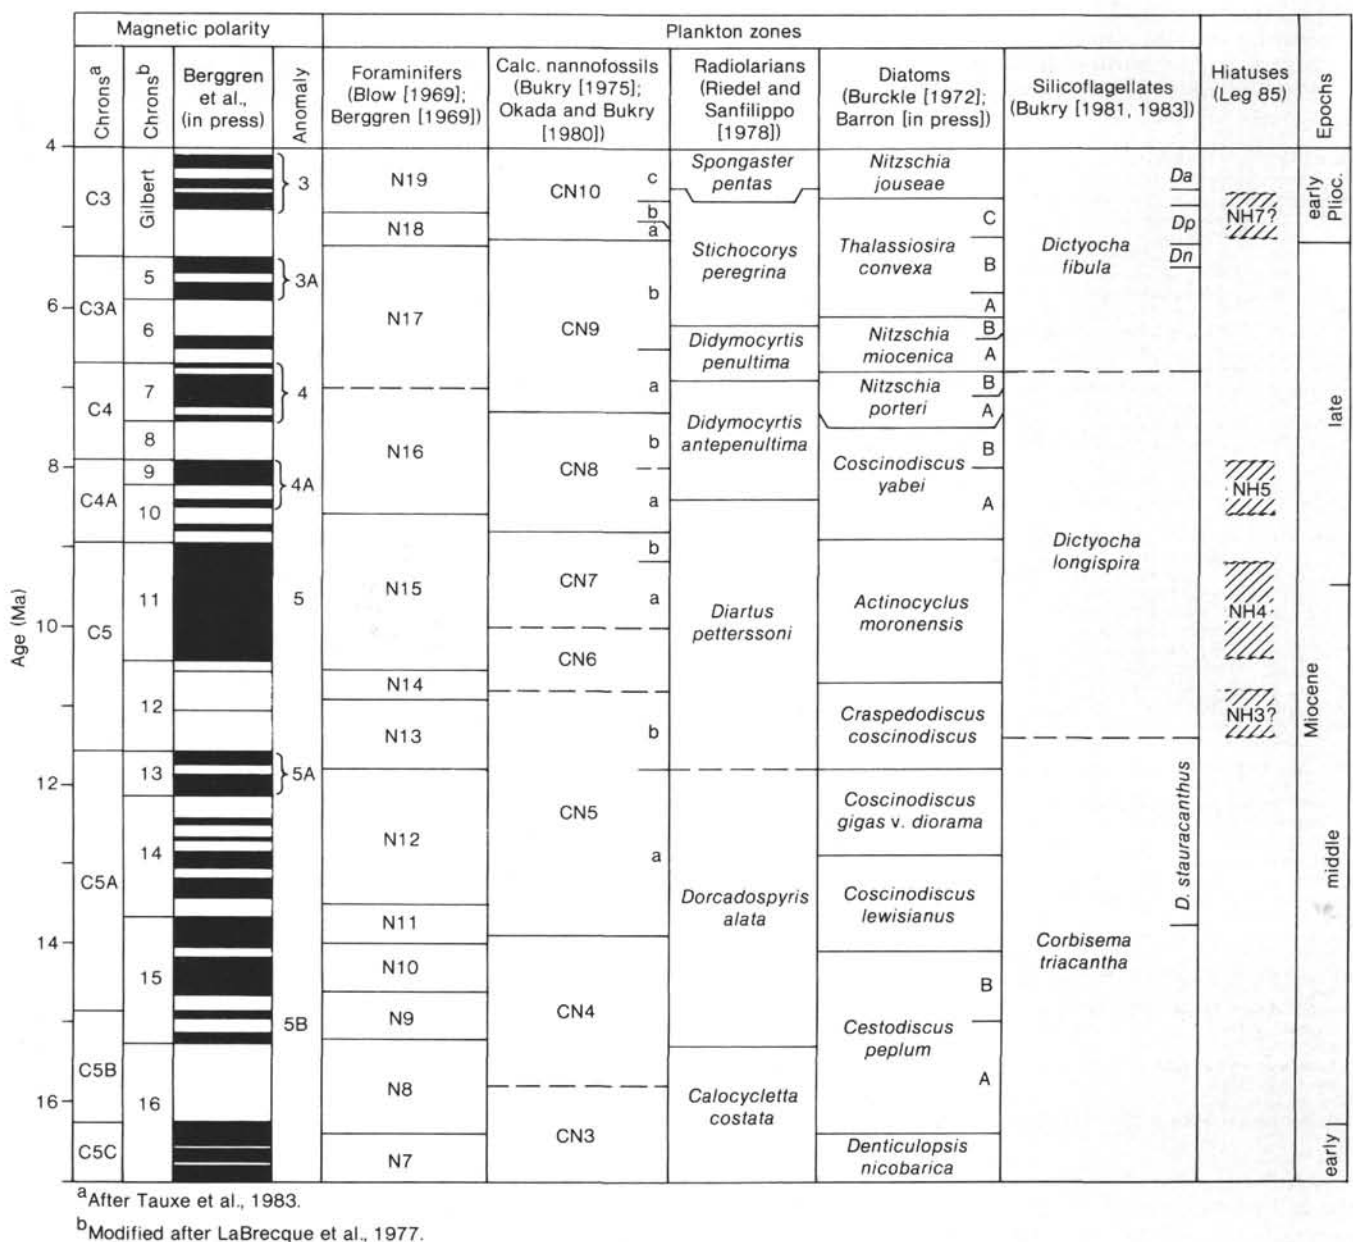 Magnetic polarity
Plankton zones
Chrons a
Chrons b
Berggren
et al.,
(in press)
Anomaly
Foraminifers
(Blow [1969];
Berggren [1969])
Calc. nannofossils
(Bukry [1975];
Okada and Bukry
[1980])
Radiolarians
(Riedel and
Sanfilippo
[1978])
Diatoms
(Burckle [1972];
Barron [in press])
Silicoflagellates
(Bukry [1981, 1983])
Hiatuses
(Leg 85)
Epochs
Age (Ma)
4
6
8
10
12
14
16
C3
C3A
C4
C4A
C5
C5A
C5B
C5C
Gilbert
5
6
7
8
9
10
11
12
13
14
15
16
3
3A
4
4A
5
5A
5B
N19
N18
N17
N16
N15
N14
N13
N12
N11
N10
N9
N8
N7
CN10
c
b
a
CN9
b
a
CN8
b
a
CN7
b
a
CN6
CN5
b
a
CN4
CN3
Spongaster
pentas
Stichocorys
peregrina
Didymocyrtis
penultima
Didymocyrtis
antepenultima
Diartus
petterssoni
Dorcadospyris
alata
Calocycletta
costata
Nitzschia
jouseae
Thalassiosira
convexa
C
B
A
Nitzschia
miocenica
B
A
Nitzschia
porteri
B
A
Coscinodiscus
yabei
B
A
Actinocyclus
moronensis
Craspedodiscus
coscinodiscus
Coscinodiscus
gigas v. diorama
Coscinodiscus
lewisianus
Cestodiscus
peplum
B
A
Denticulopsis
nicobarica
Dictyocha
fibula
Da
Dp
Dn
Dictyocha
longispira
Corbisema
triacantha
D. stauracanthus
NH7?
NH5
NH4
NH3?
early
Plioc.
late
Miocene
middle
early
a After Tauxe et al., 1983.
b Modified after LaBrecque et al., 1977.